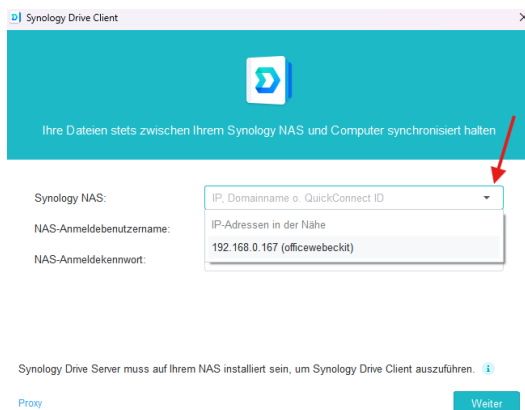 Synology Drive Client
Ihre Dateien stets zwischen Ihrem Synology NAS und Computer synchronisiert halten
Synology NAS:
IP, Domainname o. QuickConnect ID
IP-Adressen in der Nähe
NAS-Anmeldebenutzername:
192.168.0.167 (officewebeckit)
NAS-Anmeldekennwort:
Synology Drive Server muss auf Ihrem NAS installiert sein, um Synology Drive Client auszuführen.
Proxy
Weiter